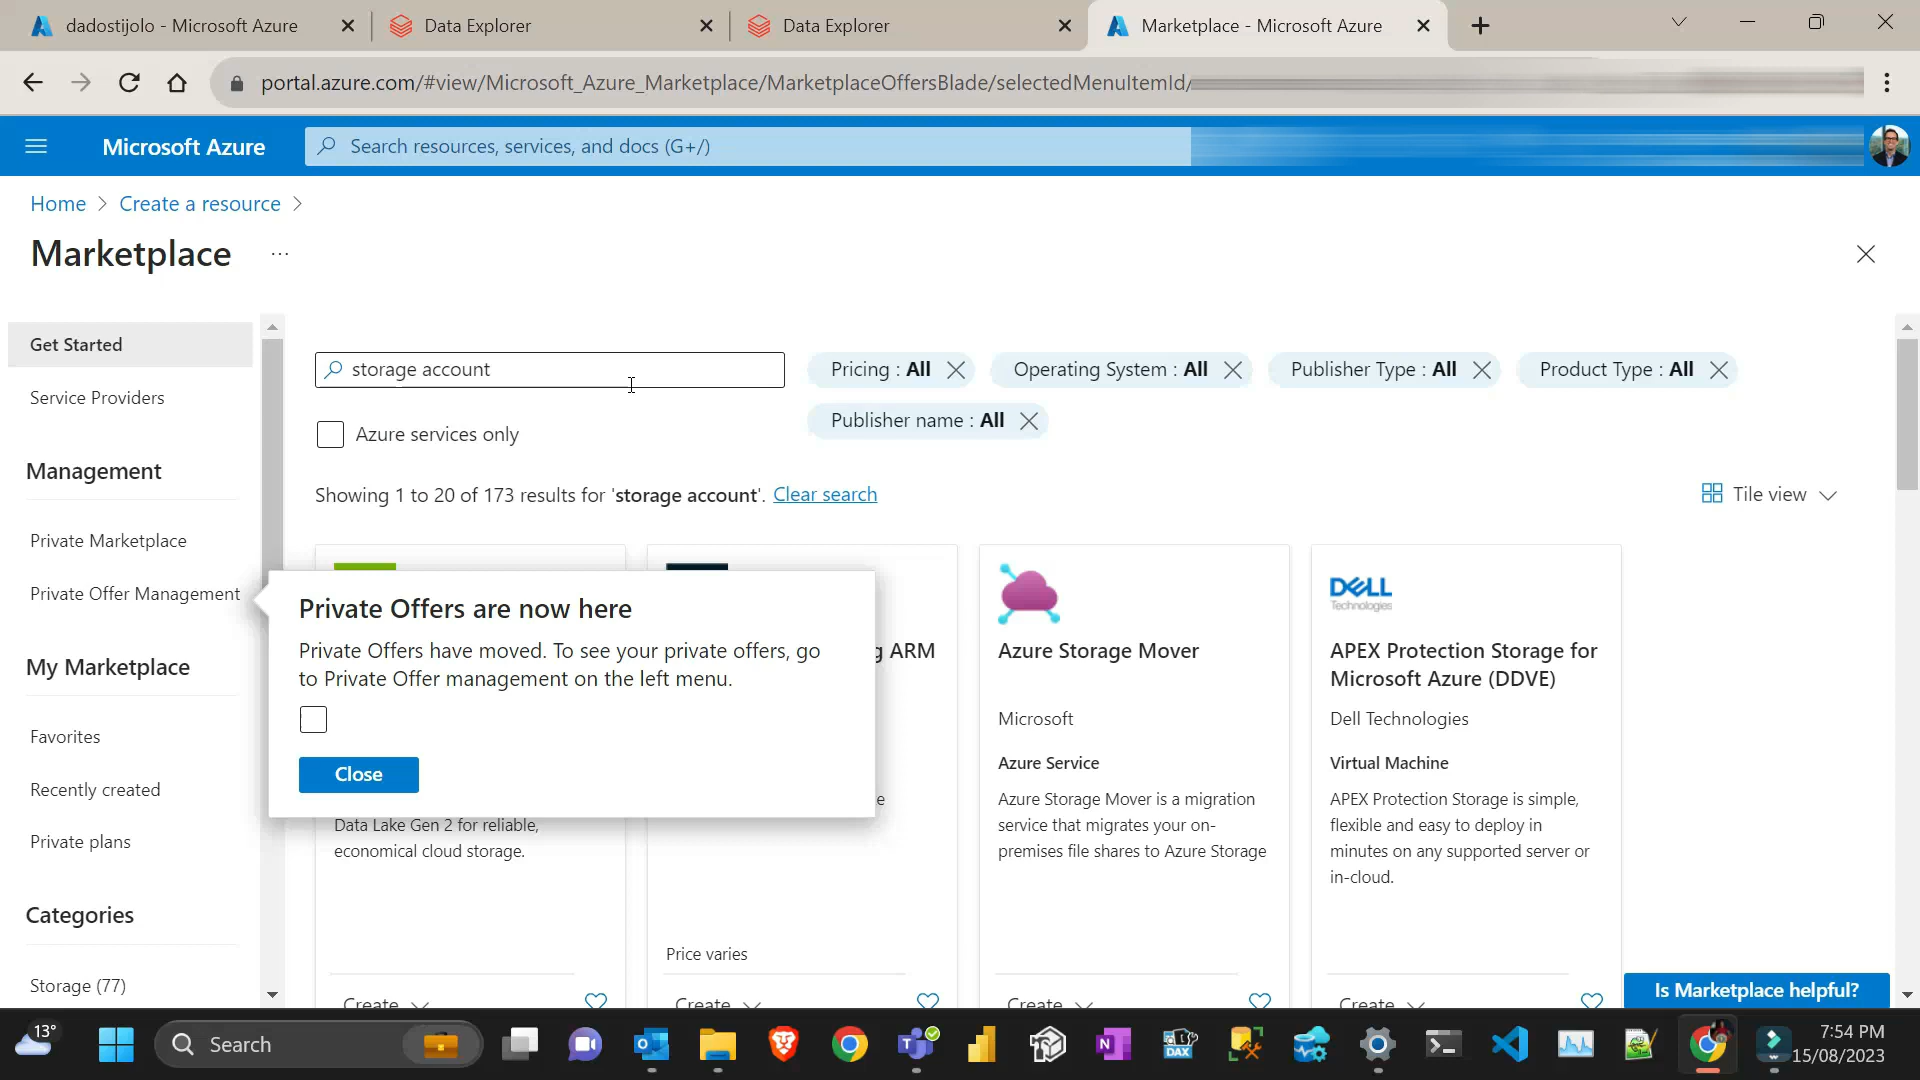 dadostijolo - Microsoft Azure
Data Explorer
Data Explorer
Marketplace - Microsoft Azure
portal.azure.com/#view/Microsoft_Azure_Marketplace/MarketplaceOffersBlade/selectedMenuItemId/
Microsoft Azure
Search resources, services, and docs (G+/)
Home > Create a resource >
Marketplace ...
Get Started
Service Providers
Management
Private Marketplace
Private Offer Management
My Marketplace
Favorites
Recently created
Private plans
Categories
Storage (77)
storage account
Pricing : All
Operating System : All
Publisher Type : All
Product Type : All
Azure services only
Publisher name : All
Showing 1 to 20 of 173 results for 'storage account'. Clear search
Tile view
Private Offers are now here
Private Offers have moved. To see your private offers, go
to Private Offer management on the left menu.
Close
Data Lake Gen 2 for reliable,
economical cloud storage.
Create
ARM
Price varies
Create
Azure Storage Mover
Microsoft
Azure Service
Azure Storage Mover is a migration
service that migrates your on-
premises file shares to Azure Storage
Create
DELL
Technologies
APEX Protection Storage for
Microsoft Azure (DDVE)
Dell Technologies
Virtual Machine
APEX Protection Storage is simple,
flexible and easy to deploy in
minutes on any supported server or
in-cloud.
Create
Is Marketplace helpful?
13°
Search
DAX
7:54 PM
15/08/2023